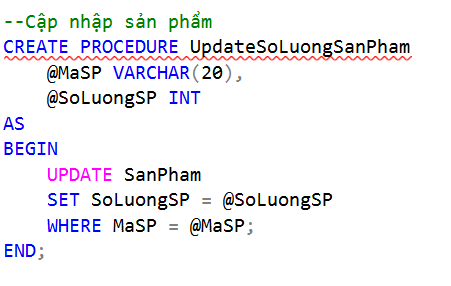 --Cập nhập sản phẩm
CREATE PROCEDURE UpdateSoLuongSanPham
    @MaSP VARCHAR(20),
    @SoLuongSP INT
AS
BEGIN
    UPDATE SanPham
    SET SoLuongSP = @SoLuongSP
    WHERE MaSP = @MaSP;
END;